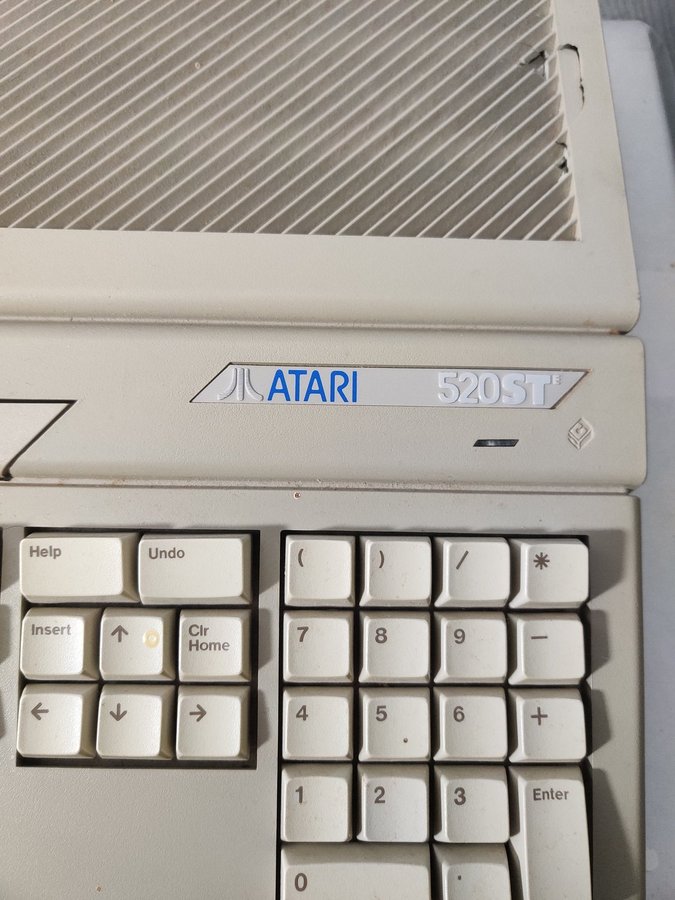 ATARI 520STE
Help Undo ( ) / *
Insert ↑ Clr Home 7 8 9 −
← ↓ → 4 5 6 +
1 2 3 Enter
0 .